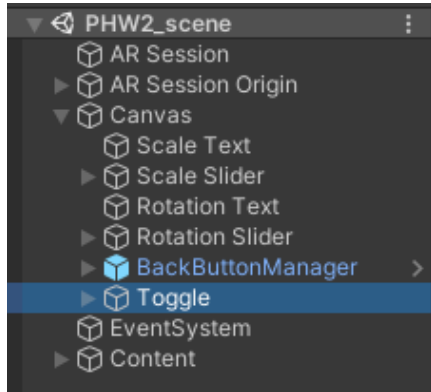 PHW2_scene
AR Session
AR Session Origin
Canvas
Scale Text
Scale Slider
Rotation Text
Rotation Slider
BackButtonManager
Toggle
EventSystem
Content